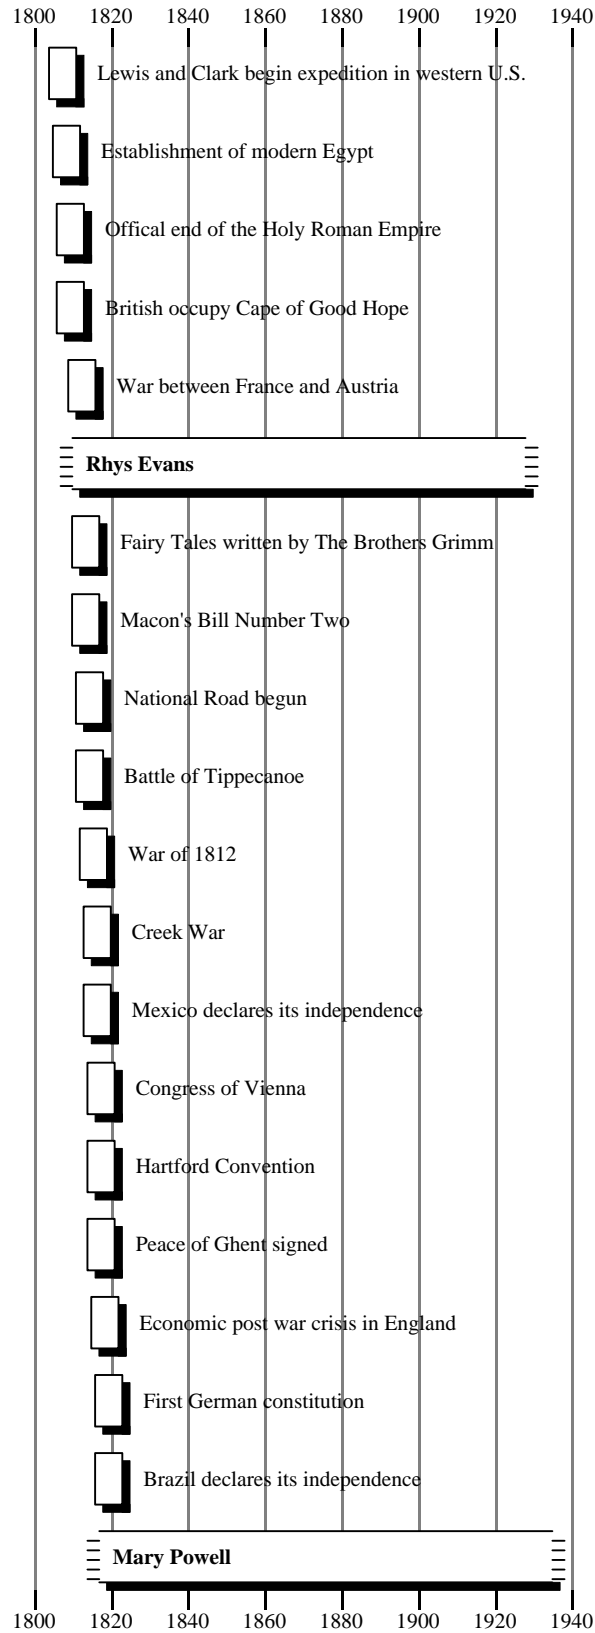 1800 1820 1840 1860 1880 1900 1920 1940
Lewis and Clark begin expedition in western U.S.
Establishment of modern Egypt
Offical end of the Holy Roman Empire
British occupy Cape of Good Hope
War between France and Austria
Rhys Evans
Fairy Tales written by The Brothers Grimm
Macon's Bill Number Two
National Road begun
Battle of Tippecanoe
War of 1812
Creek War
Mexico declares its independence
Congress of Vienna
Hartford Convention
Peace of Ghent signed
Economic post war crisis in England
First German constitution
Brazil declares its independence
Mary Powell
1800 1820 1840 1860 1880 1900 1920 1940